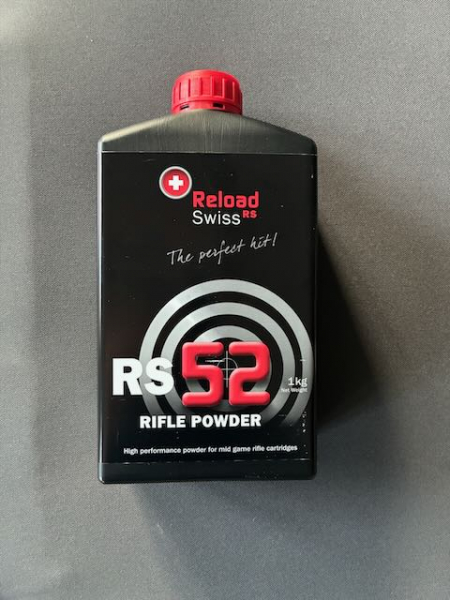 Reload
Swiss RS
The perfect hit!
RS 52
1kg
Net Weight
RIFLE POWDER
High performance powder for mid game rifle cartridges